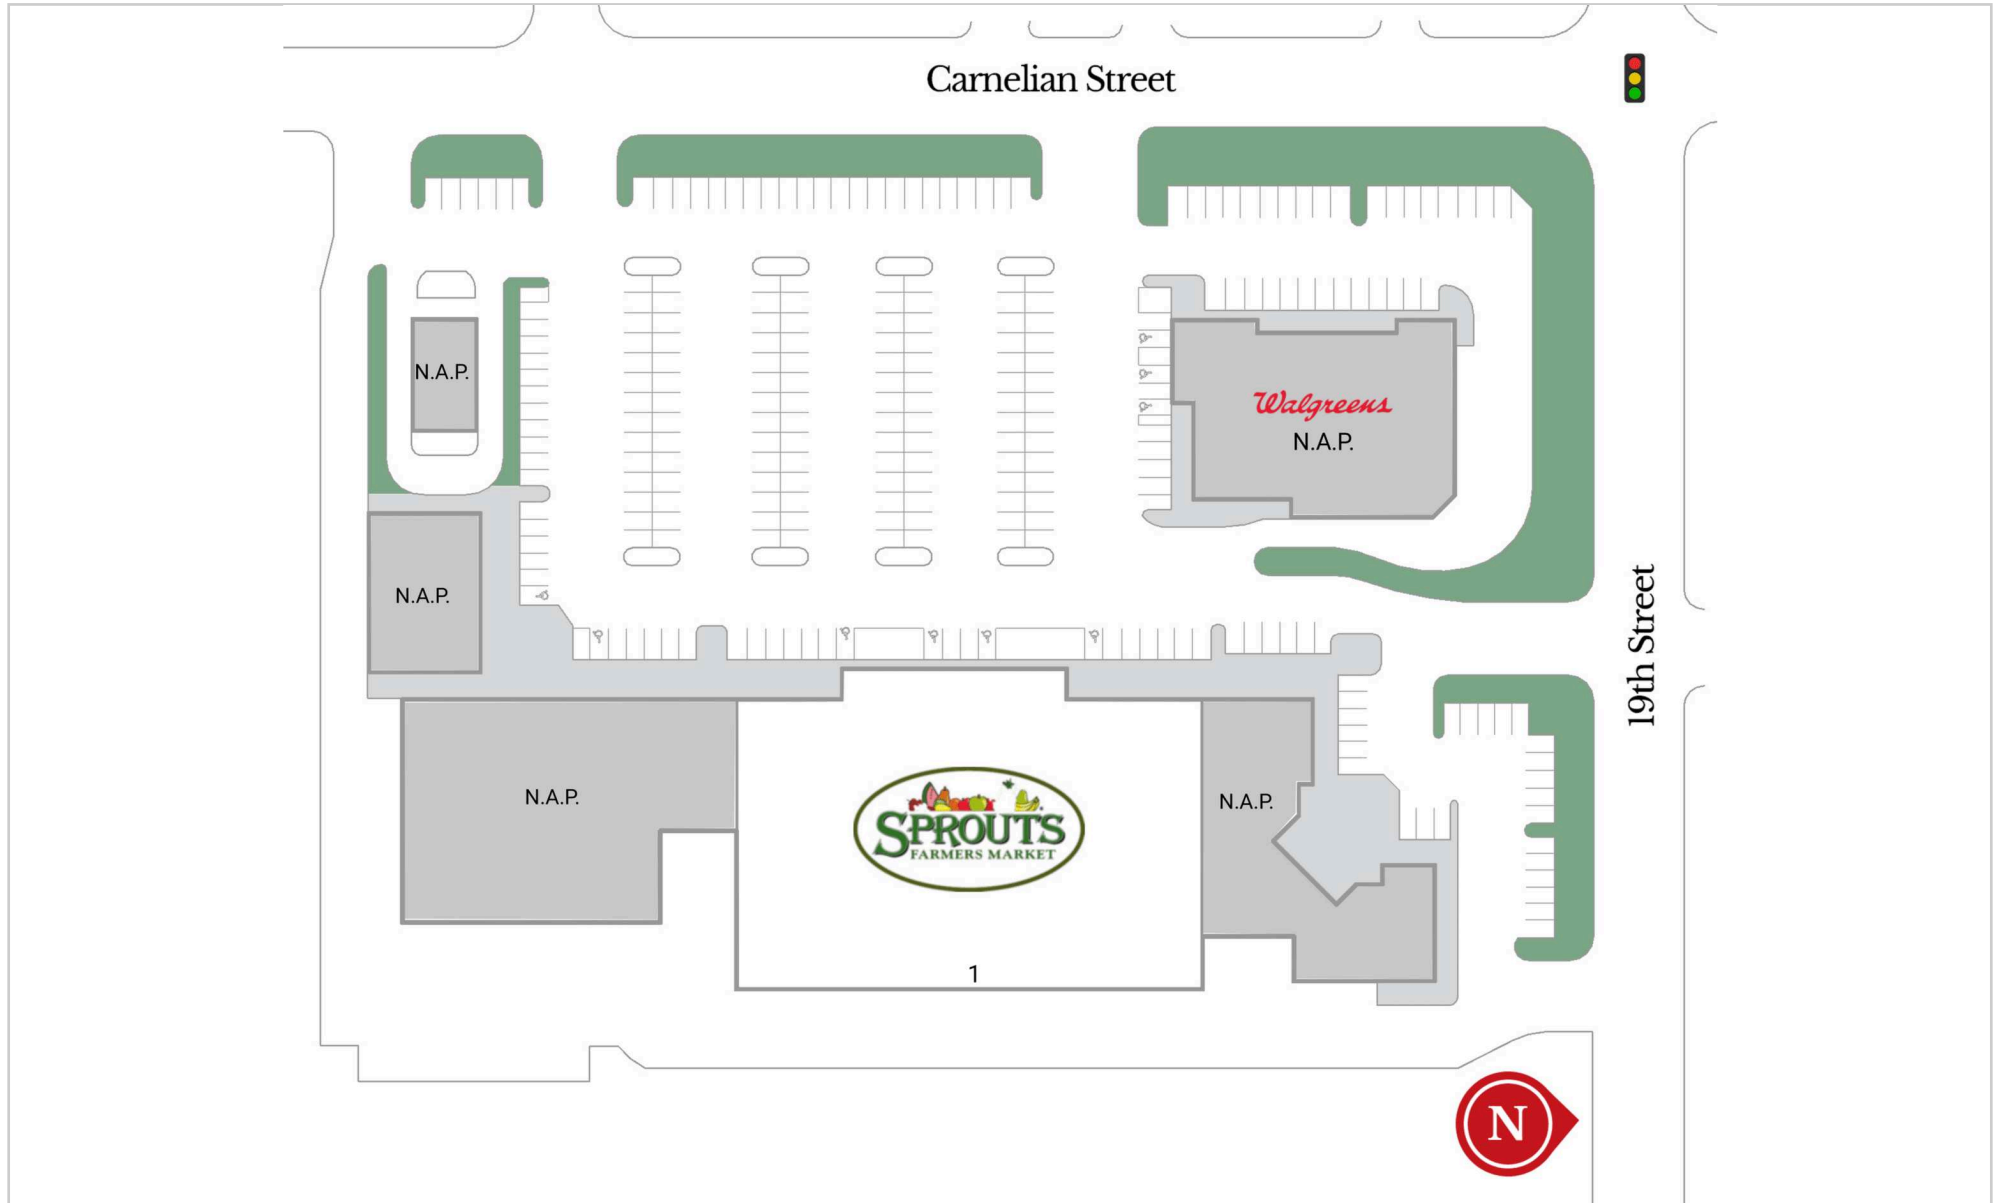 Carnelian Street
N.A.P.
Walgreens
N.A.P.
N.A.P.
19th Street
N.A.P.
SPROUTS
FARMERS MARKET
N.A.P.
1
N